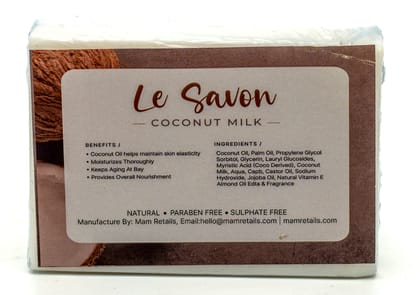 Le Savon
COCONUT MILK
BENEFITS /
• Coconut Oil helps maintain skin elasticity
• Moisturizes Thoroughly
• Keeps Aging At Bay
• Provides Overall Nourishment
INGREDIENTS /
Coconut Oil, Palm Oil, Propylene Glycol
Sorbitol, Glycerin, Lauryl Glucosides,
Myristic Acid (Coco Derived), Coconut
Milk, Aqua, Capb, Castor Oil, Sodium
Hydroxide, Jojoba Oil, Natural Vitamin E
Almond Oil Edta & Fragrance
NATURAL • PARABEN FREE • SULPHATE FREE
Manufacture By: Mam Retails, Email:hello@mamretails.com | mamretails.com